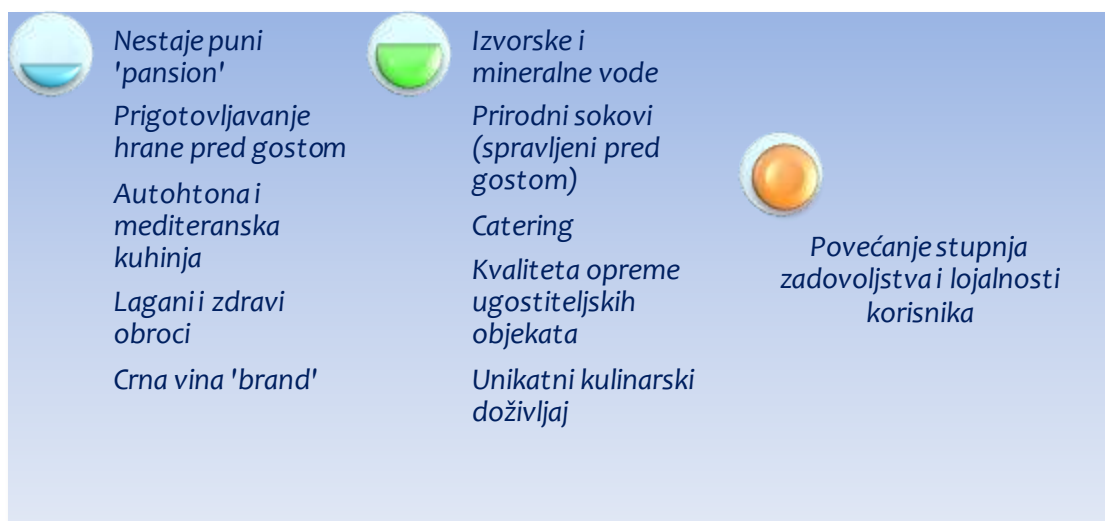 Nestaje puni
'pansion'
Prigotovljavanje
hrane pred gostom
Autohtona i
mediteranska
kuhinja
Lagani i zdravi
obroci
Crna vina 'brand'
Izvorske i
mineralne vode
Prirodni sokovi
(spravljeni pred
gostom)
Catering
Kvaliteta opreme
ugostiteljskih
objekata
Unikatni kulinarski
doživljaj
Povećanje stupnja
zadovoljstva i lojalnosti
korisnika